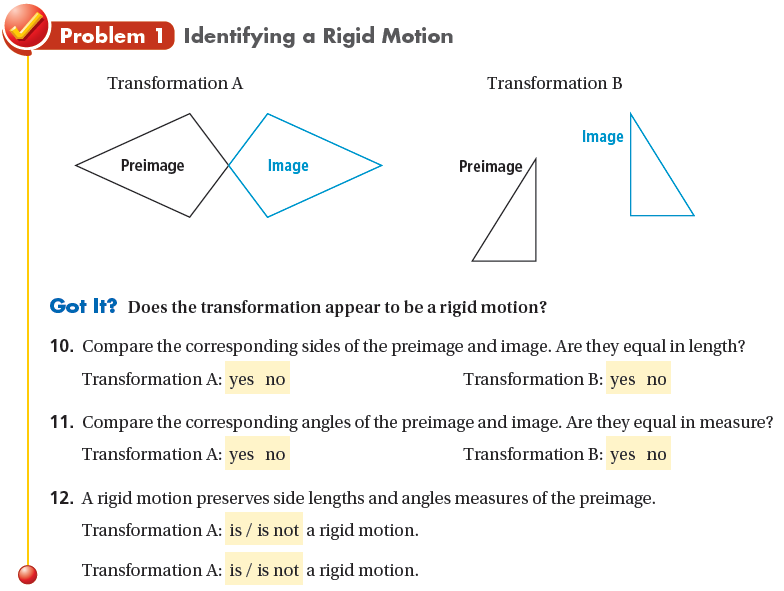 Problem 1 Identifying a Rigid Motion
Transformation A Transformation B
Preimage Image
Image
Preimage
Got It? Does the transformation appear to be a rigid motion?
10. Compare the corresponding sides of the preimage and image. Are they equal in length?
Transformation A: yes no Transformation B: yes no
11. Compare the corresponding angles of the preimage and image. Are they equal in measure?
Transformation A: yes no Transformation B: yes no
12. A rigid motion preserves side lengths and angles measures of the preimage.
Transformation A: is / is not a rigid motion.
Transformation A: is / is not a rigid motion.